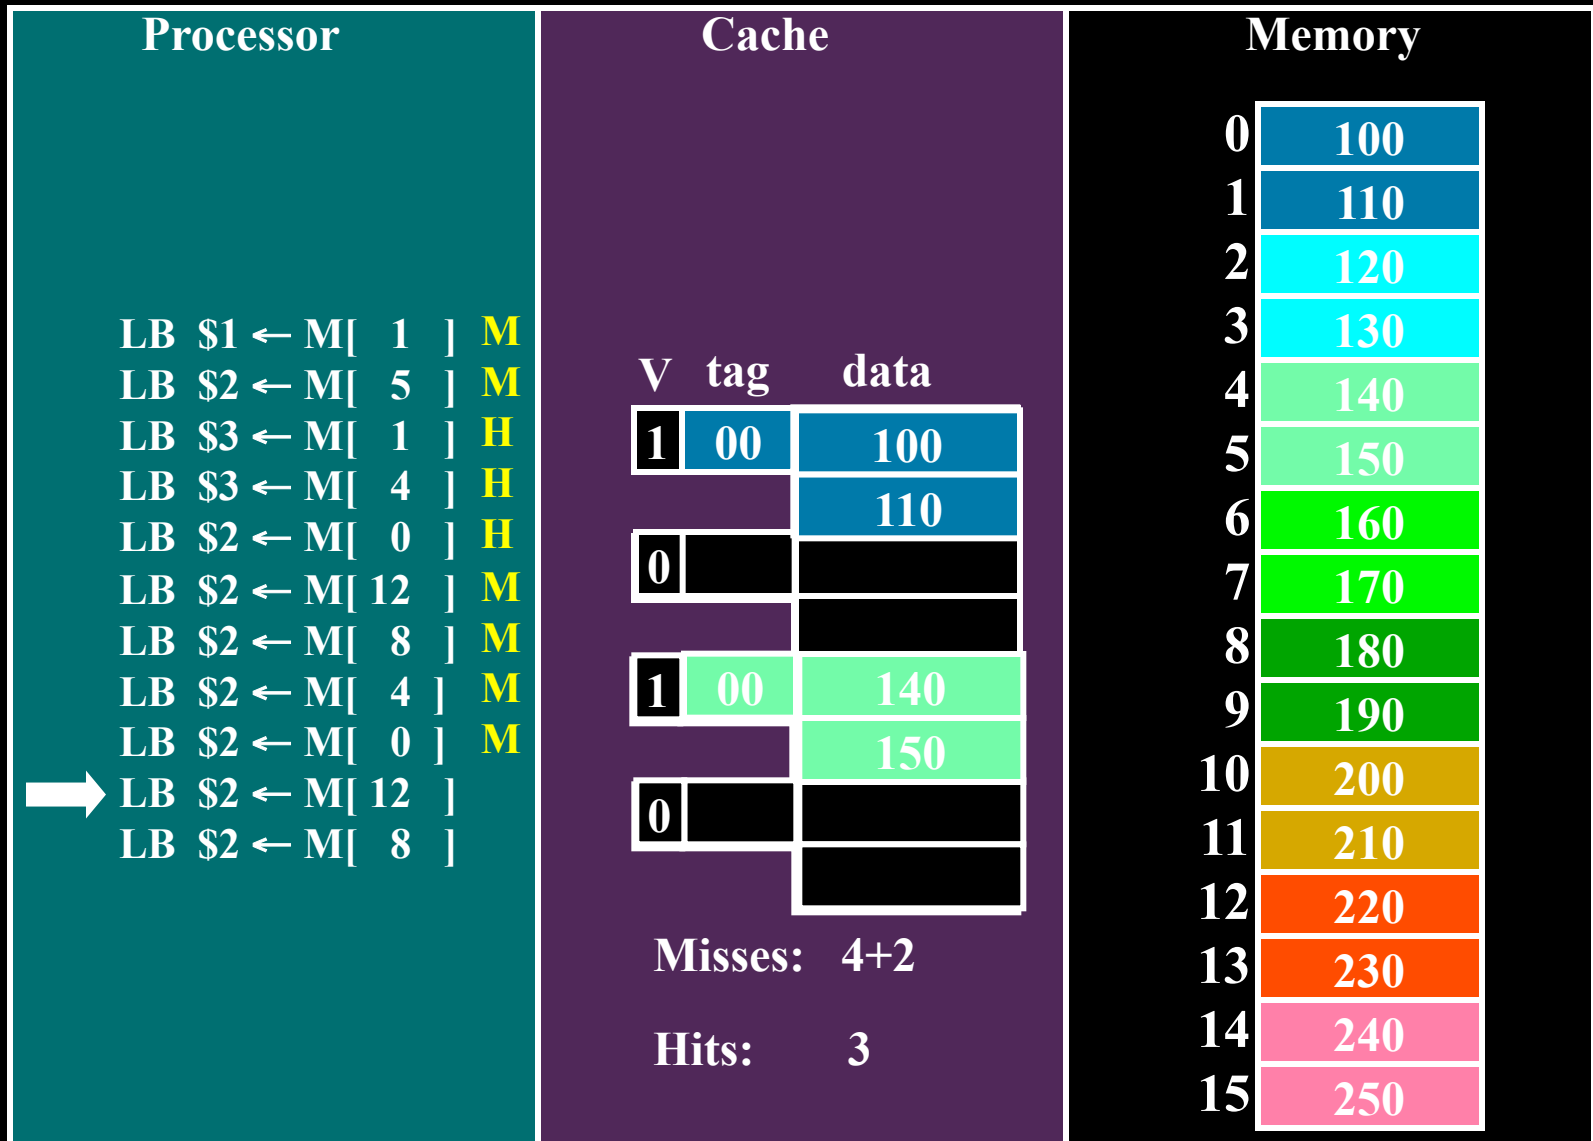 Processor
LB $1 ← M[ 1 ] M
LB $2 ← M[ 5 ] M
LB $3 ← M[ 1 ] H
LB $3 ← M[ 4 ] H
LB $2 ← M[ 0 ] H
LB $2 ← M[ 12 ] M
LB $2 ← M[ 8 ] M
LB $2 ← M[ 4 ] M
LB $2 ← M[ 0 ] M
LB $2 ← M[ 12 ]
LB $2 ← M[ 8 ]
Cache
V tag data
1 00 100
110
0
1 00 140
150
0
Misses: 4+2
Hits: 3
Memory
0 100
1 110
2 120
3 130
4 140
5 150
6 160
7 170
8 180
9 190
10 200
11 210
12 220
13 230
14 240
15 250